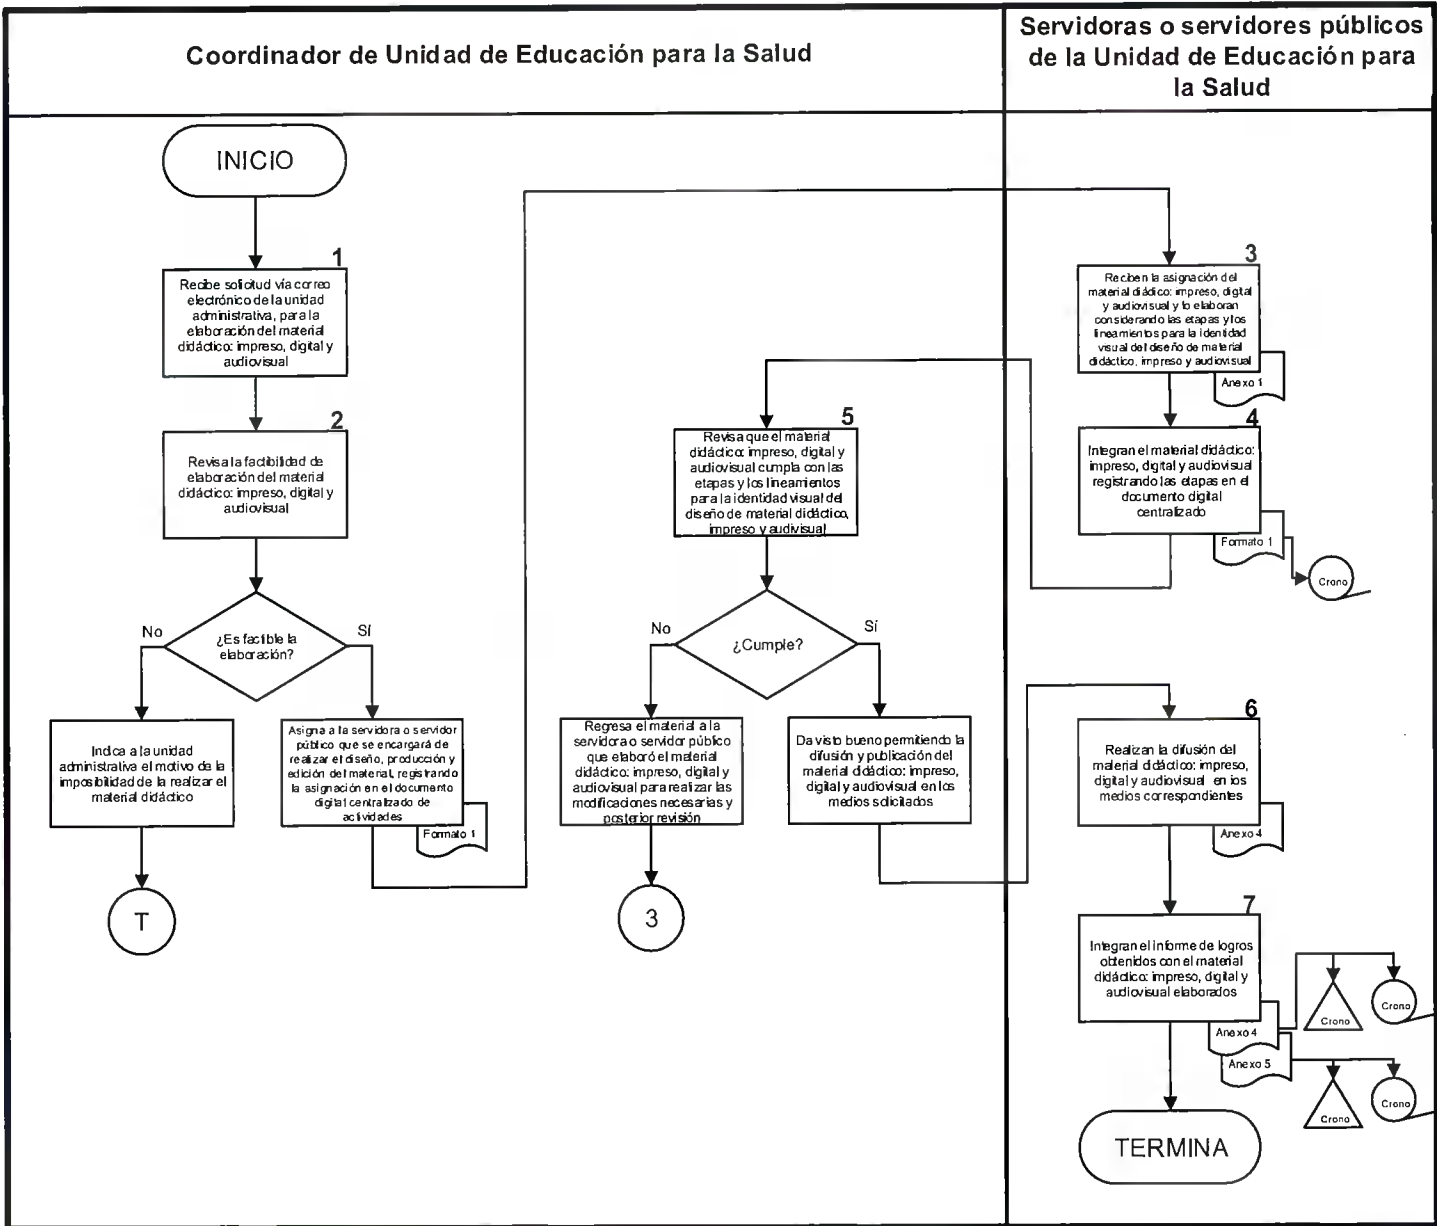 Coordinador de Unidad de Educación para la Salud
Servidoras o servidores públicos
de la Unidad de Educación para
la Salud
INICIO
1
Recibe solicitud vía correo
electrónico de la unidad
administrativa, para la
elaboración del material
didáctico: impreso, digital y
audiovisual
2
Revisa la factibilidad de
elaboración del material
didáctico: impreso, digital y
audiovisual
¿Es factible la
elaboración?
No
Sí
Indica a la unidad
administrativa el motivo de la
imposibilidad de la realizar el
material didáctico
T
Asigna a la servidora o servidor
público que se encargará de
realizar el diseño, producción y
edición del material, registrando
la asignación en el documento
digital centralizado de
actividades
Formato 1
3
Reciben la asignación del
material diádico: impreso, digtal
y audiovisual y lo elaboran
considerando las etapas y los
lineamientos para la identidad
visual del diseño de material
didáctico, impreso y audiovisual
Anexo 1
4
Integran el material didáctico:
impreso, digital y audiovisual
registrando las etapas en el
documento digital
centralizado
Formato 1
Crono
5
Revisa que el material
didáctico: impreso, digital y
audiovisual cumpla con las
etapas y los lineamientos
para la identidad visual del
diseño de material didáctico,
impreso y audivisual
¿Cumple?
No
Sí
Regresa el material a la
servidora o servidor público
que elaboró el material
didáctico: impreso, digital y
audiovisual para realizar las
modificaciones necesarias y
posterior revisión
3
Da visto bueno permitiendo la
difusión y publicación del
material didáctico: impreso,
digital y audiovisual en los
medios solicitados
6
Realizan la difusión del
material didáctico: impreso,
digital y audiovisual en los
medios correspondientes
Anexo 4
7
Integran el informe de logros
obtenidos con el material
didáctico: impreso, digital y
audiovisual elaborados
Anexo 4
Crono
Crono
Anexo 5
Crono
Crono
TERMINA